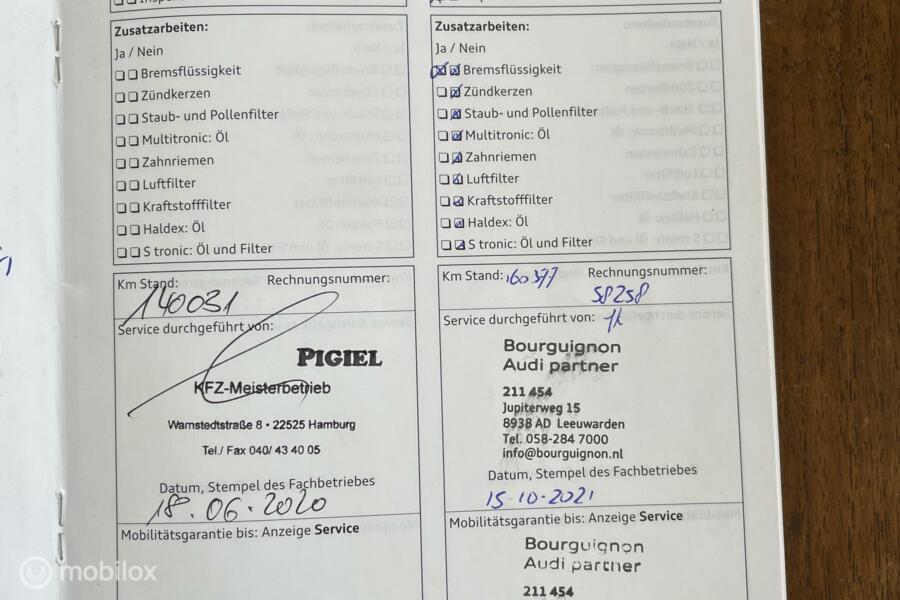 Zusatzarbeiten:
Ja / Nein
Bremsflüssigkeit
Zündkerzen
Staub- und Pollenfilter
Multitronic: Öl
Zahnriemen
Luftfilter
Kraftstofffilter
Haldex: Öl
S tronic: Öl und Filter
Km Stand: 140031 Rechnungsnummer:
Service durchgeführt von:
PIGIEL
KFZ-Meisterbetrieb
Warnstedtstraße 8 • 22525 Hamburg
Tel./ Fax 040/ 43 40 05
Datum, Stempel des Fachbetriebes
18.06.2020
Mobilitätsgarantie bis: Anzeige Service
Zusatzarbeiten:
Ja / Nein
Bremsflüssigkeit
Zündkerzen
Staub- und Pollenfilter
Multitronic: Öl
Zahnriemen
Luftfilter
Kraftstofffilter
Haldex: Öl
S tronic: Öl und Filter
Km Stand: 160377 Rechnungsnummer:
58258
Service durchgeführt von:
Bourguignon
Audi partner
211 454
Jupiterweg 15
8938 AD Leeuwarden
Tel. 058-284 7000
info@bourguignon.nl
Datum, Stempel des Fachbetriebes
15-10-2021
Mobilitätsgarantie bis: Anzeige Service
Bourguignon
Audi partner
211 454
mobilox